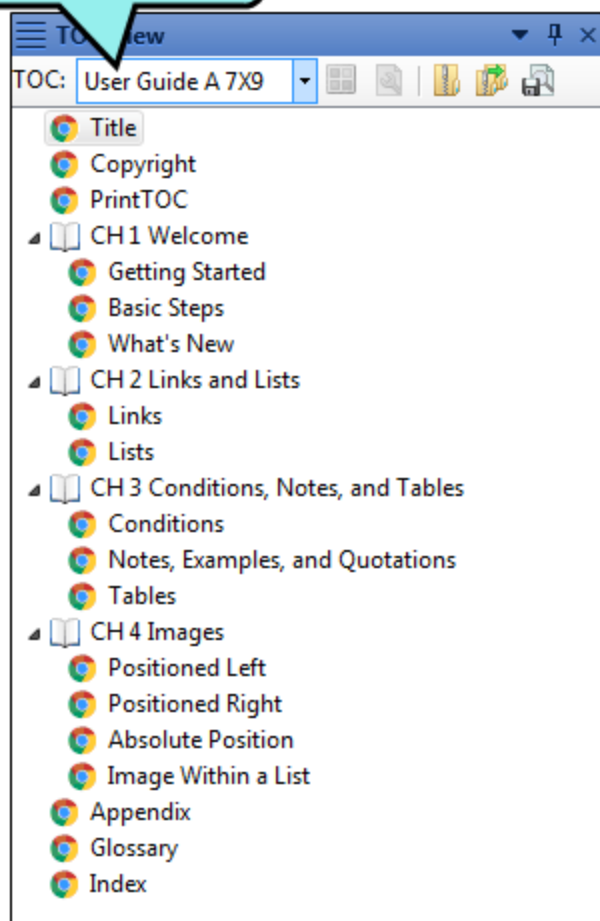 TOC: User Guide A 7X9
Title
Copyright
PrintTOC
CH 1 Welcome
Getting Started
Basic Steps
What's New
CH 2 Links and Lists
Links
Lists
CH 3 Conditions, Notes, and Tables
Conditions
Notes, Examples, and Quotations
Tables
CH 4 Images
Positioned Left
Positioned Right
Absolute Position
Image Within a List
Appendix
Glossary
Index